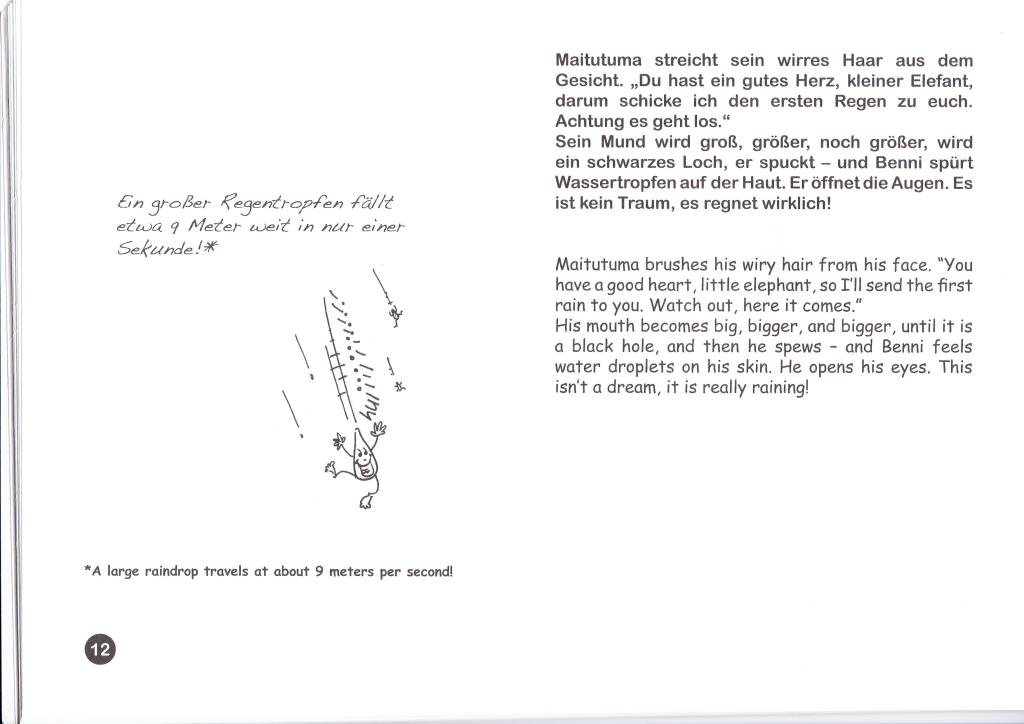 Ein großer Regentropfen fällt
etwa 9 Meter weit in nur einer
Sekunde!*
hui!i!i/!/...!.!.
*A large raindrop travels at about 9 meters per second!
12
Maitutuma streicht sein wirres Haar aus dem
Gesicht. „Du hast ein gutes Herz, kleiner Elefant,
darum schicke ich den ersten Regen zu euch.
Achtung es geht los.“
Sein Mund wird groß, größer, noch größer, wird
ein schwarzes Loch, er spuckt – und Benni spürt
Wassertropfen auf der Haut. Er öffnet die Augen. Es
ist kein Traum, es regnet wirklich!
Maitutuma brushes his wiry hair from his face. “You
have a good heart, little elephant, so I’ll send the first
rain to you. Watch out, here it comes.”
His mouth becomes big, bigger, and bigger, until it is
a black hole, and then he spews – and Benni feels
water droplets on his skin. He opens his eyes. This
isn’t a dream, it is really raining!